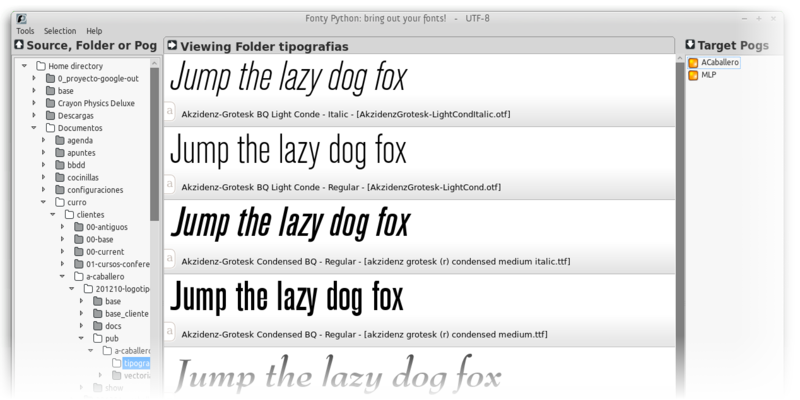 Fonty Python: bring out your fonts! - UTF-8
Tools Selection Help
Source, Folder or Pog
Home directory
0_proyecto-google-out
base
Crayon Physics Deluxe
Descargas
Documentos
agenda
apuntes
bbdd
cocinillas
configuraciones
curro
clientes
00-antiguos
00-base
00-current
01-cursos-confere
a-caballero
201210-logotip
base
base_cliente
docs
pub
a-caballero
tipogra
vectoria
show
Viewing Folder tipografias
Jump the lazy dog fox
a
Akzidenz-Grotesk BQ Light Conde - Italic - [AkzidenzGrotesk-LightCondItalic.otf]
Jump the lazy dog fox
a
Akzidenz-Grotesk BQ Light Conde - Regular - [AkzidenzGrotesk-LightCond.otf]
Jump the lazy dog fox
a
Akzidenz-Grotesk Condensed BQ - Regular - [akzidenz grotesk (r) condensed medium italic.ttf]
Jump the lazy dog fox
a
Akzidenz-Grotesk Condensed BQ - Regular - [akzidenz grotesk (r) condensed medium.ttf]
Jump the lazy dog fox
Target Pogs
ACaballero
MLP